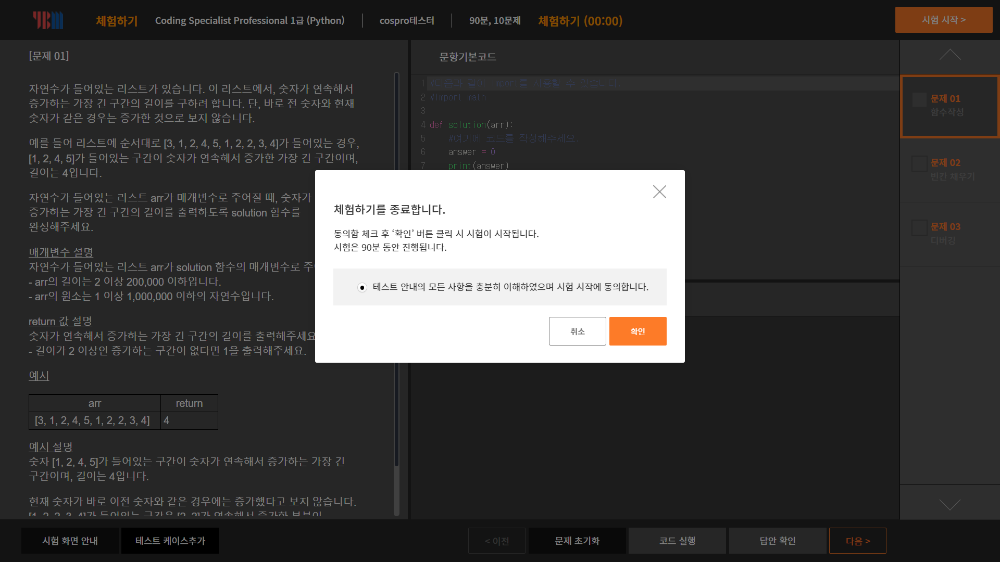 YBM 체험하기 Coding Specialist Professional 1급 (Python) cospro테스터 90분, 10문제 체험하기 (00:00) 시험 시작 >
[문제 01]
자연수가 들어있는 리스트가 있습니다. 이 리스트에서, 숫자가 연속해서
증가하는 가장 긴 구간의 길이를 구하려 합니다. 단, 바로 전 숫자와 현재
숫자가 같은 경우는 증가한 것으로 보지 않습니다.
예를 들어 리스트에 순서대로 [3, 1, 2, 4, 5, 1, 2, 2, 3, 4]가 들어있는 경우,
[1, 2, 4, 5]가 들어있는 구간이 숫자가 연속해서 증가한 가장 긴 구간이며,
길이는 4입니다.
자연수가 들어있는 리스트 arr가 매개변수로 주어질 때, 숫자가
증가하는 가장 긴 구간의 길이를 출력하도록 solution 함수를
완성해주세요.
매개변수 설명
자연수가 들어있는 리스트 arr가 solution 함수의 매개변수로
- arr의 길이는 2 이상 200,000 이하입니다.
- arr의 원소는 1 이상 1,000,000 이하의 자연수입니다.
return 값 설명
숫자가 연속해서 증가하는 가장 긴 구간의 길이를 출력해주세요
- 길이가 2 이상인 증가하는 구간이 없다면 1을 출력해주세요.
예시
arr return
[3, 1, 2, 4, 5, 1, 2, 2, 3, 4] 4
예시 설명
숫자 [1, 2, 4, 5]가 들어있는 구간이 숫자가 연속해서 증가하는 가장 긴
구간이며, 길이는 4입니다.
현재 숫자가 바로 이전 숫자와 같은 경우에는 증가했다고 보지 않습니다.
[1, 2, 2, 3, 4]가 들어있는 구간은 [2, 2]가 연속해서 증가한 부분이
문항기본코드
1 #다음과 같이 import를 사용할 수 있습니다
2 #import math
3
4 def solution(arr):
5 #여기에 코드를 작성해주세요.
6 answer = 0
7 print(answer)
체험하기를 종료합니다.
동의함 체크 후 ‘확인’ 버튼 클릭 시 시험이 시작됩니다.
시험은 90분 동안 진행됩니다.
테스트 안내의 모든 사항을 충분히 이해하였으며 시험 시작에 동의합니다.
취소 확인
문제 01
함수작성
문제 02
빈칸 채우기
문제 03
디버깅
시험 화면 안내 테스트 케이스추가 < 이전 문제 초기화 코드 실행 답안 확인 다음 >